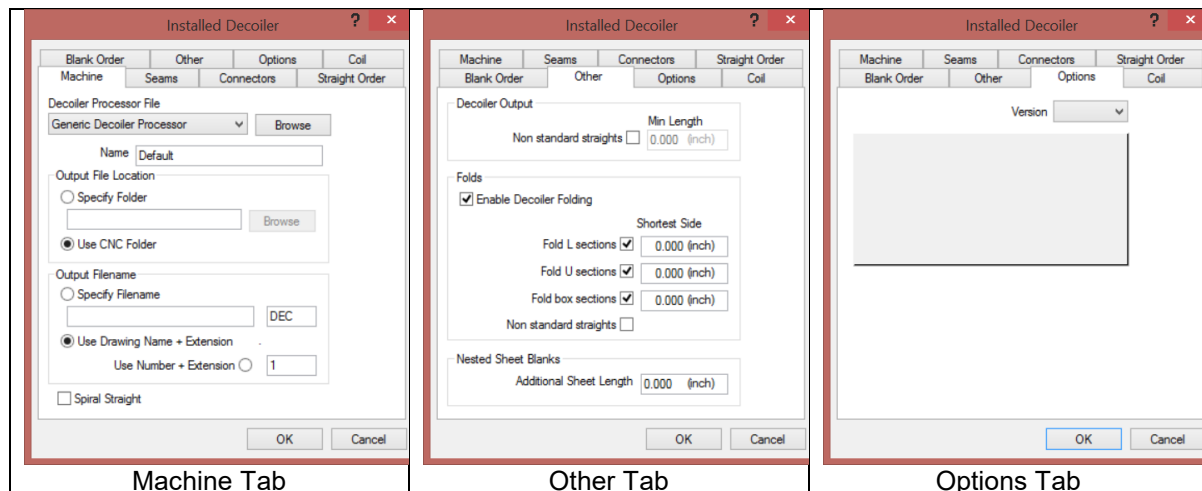 Installed Decoiler ? ×
Blank Order Other Options Coil
Machine Seams Connectors Straight Order
Decoiler Processor File
Generic Decoiler Processor Browse
Name Default
Output File Location
Specify Folder
Browse
Use CNC Folder
Output Filename
Specify Filename
DEC
Use Drawing Name + Extension .
Use Number + Extension 1
Spiral Straight
OK Cancel
Machine Tab
Installed Decoiler ? ×
Machine Seams Connectors Straight Order
Blank Order Other Options Coil
Decoiler Output
Min Length
Non standard straights 0.000 (inch)
Folds
Enable Decoiler Folding
Shortest Side
Fold L sections 0.000 (inch)
Fold U sections 0.000 (inch)
Fold box sections 0.000 (inch)
Non standard straights
Nested Sheet Blanks
Additional Sheet Length 0.000 (inch)
OK Cancel
Other Tab
Installed Decoiler ? ×
Machine Seams Connectors Straight Order
Blank Order Other Options Coil
Version
OK Cancel
Options Tab